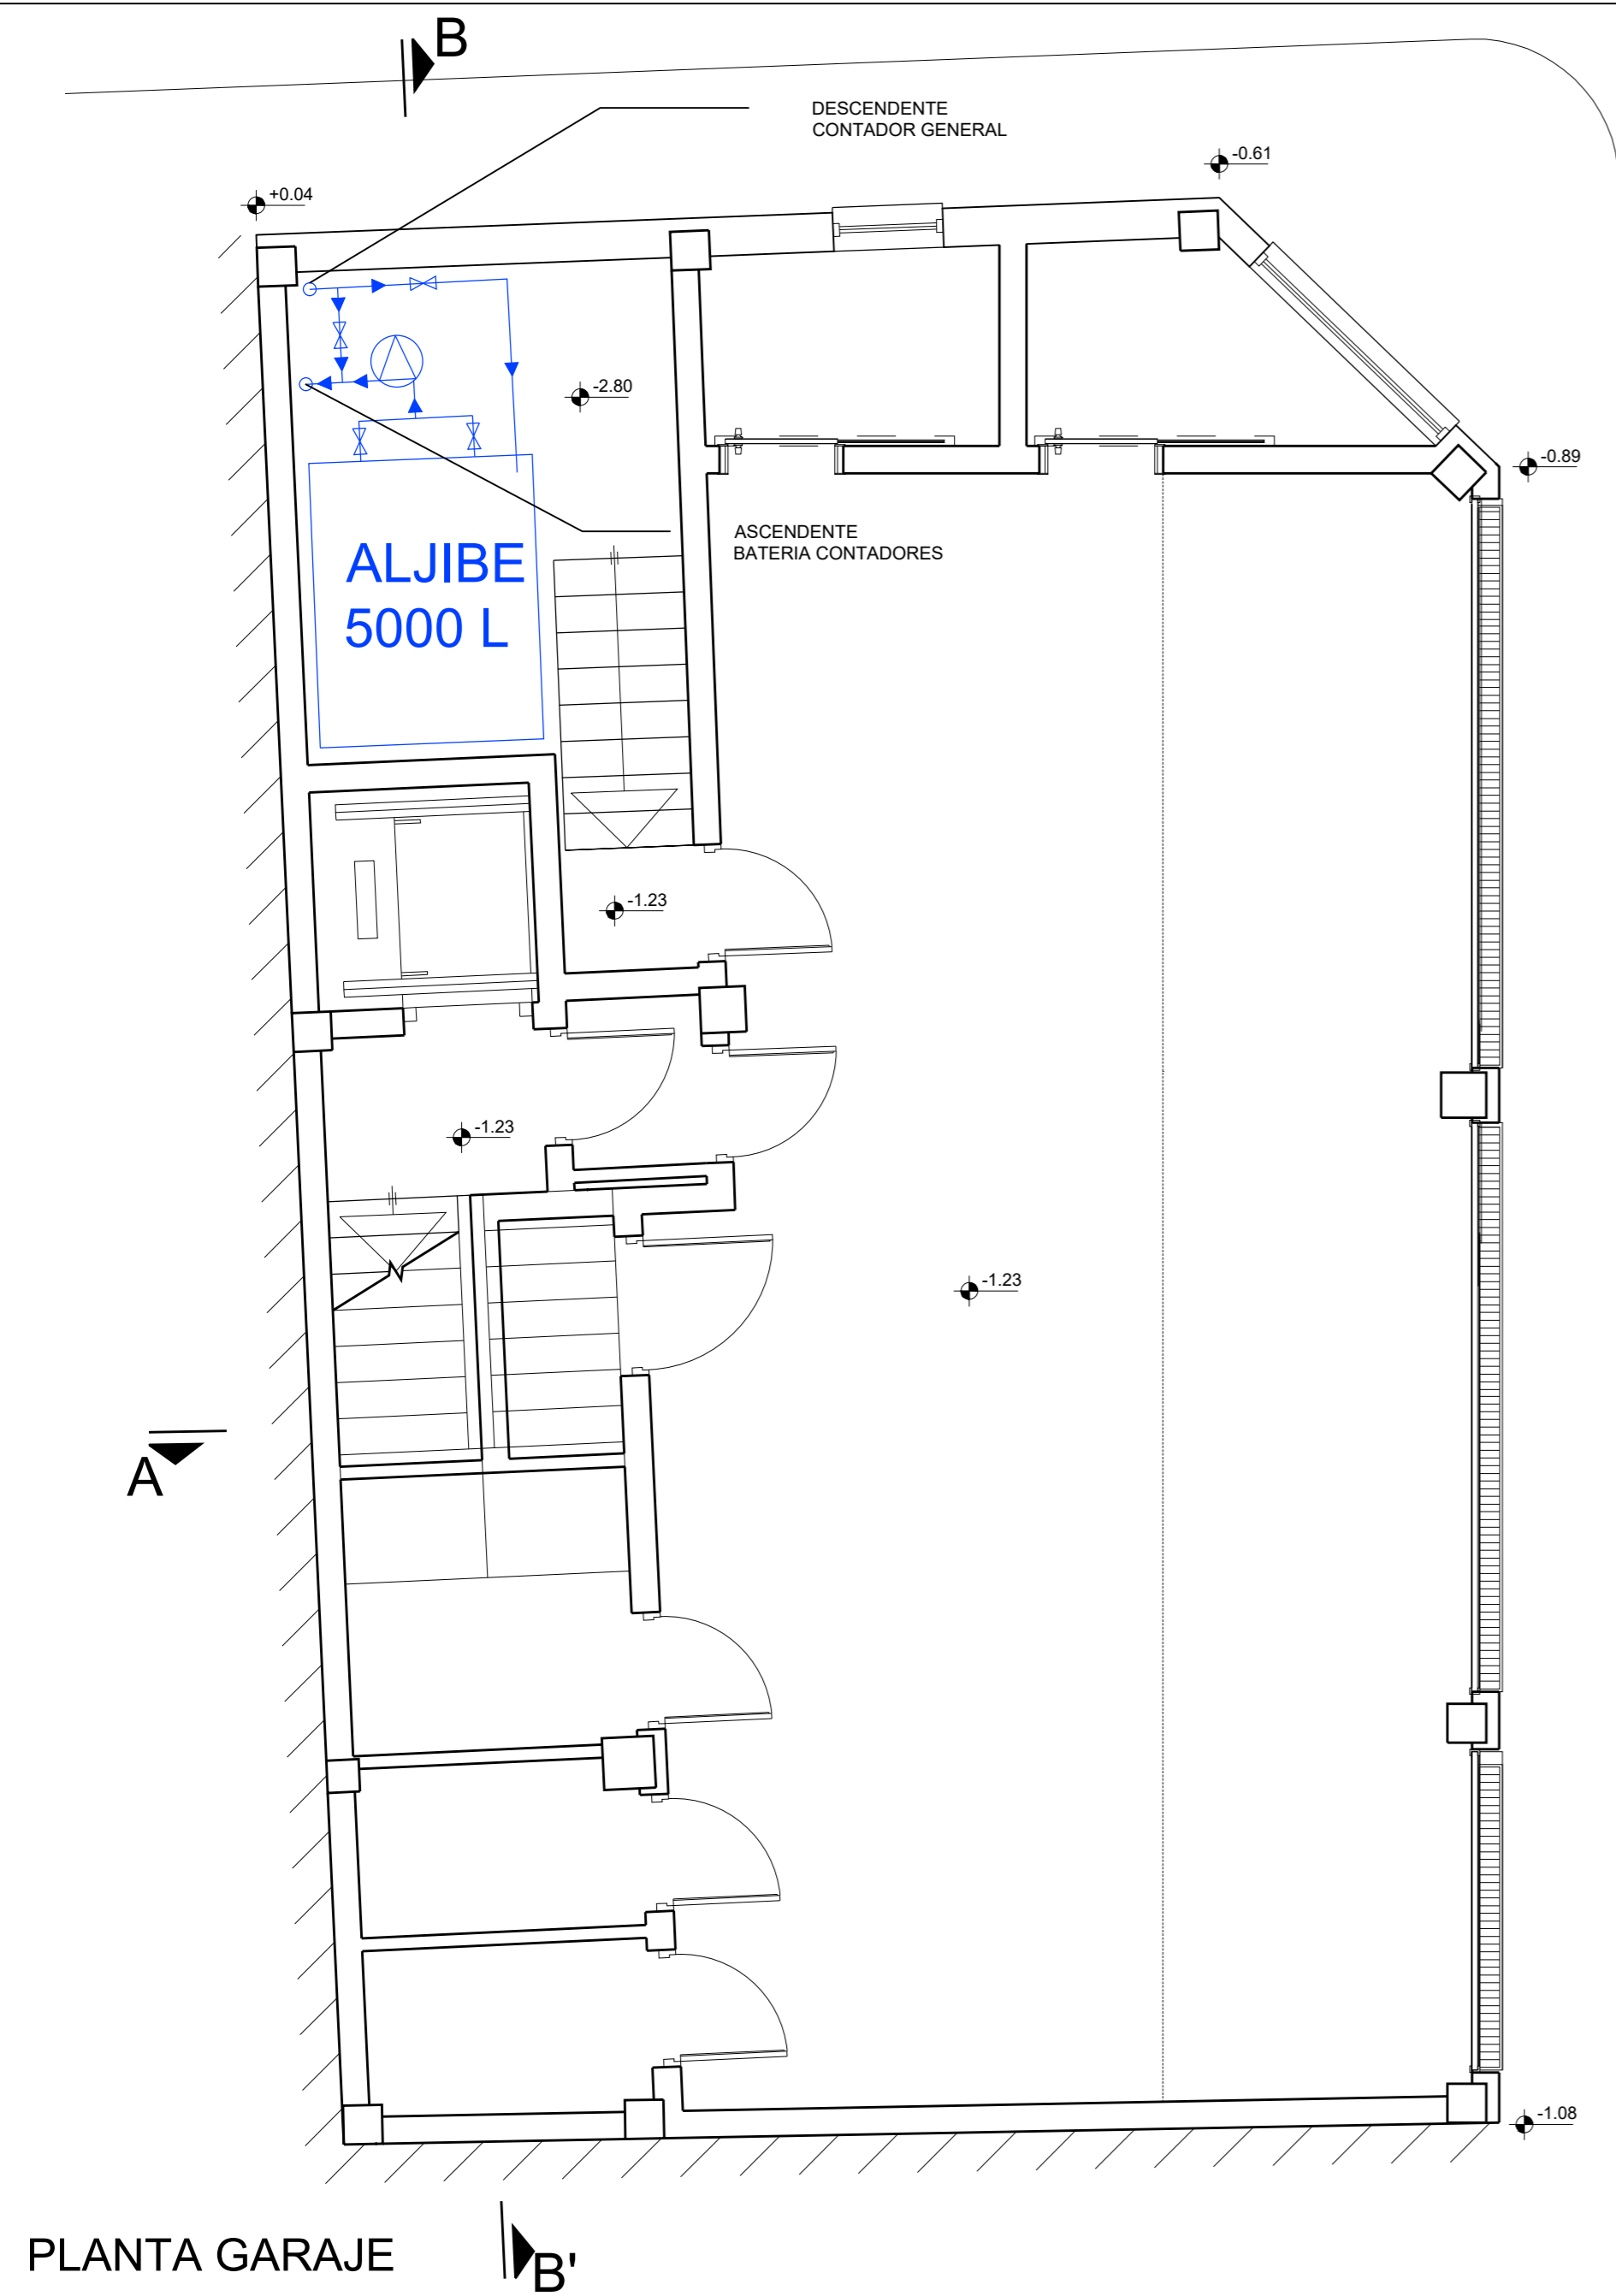 B
DESCENDENTE
CONTADOR GENERAL
-0.61
+0.04
-2.80
-0.89
ASCENDENTE
BATERIA CONTADORES
ALJIBE
5000 L
-1.23
-1.23
-1.23
A
-1.08
PLANTA GARAJE
B'